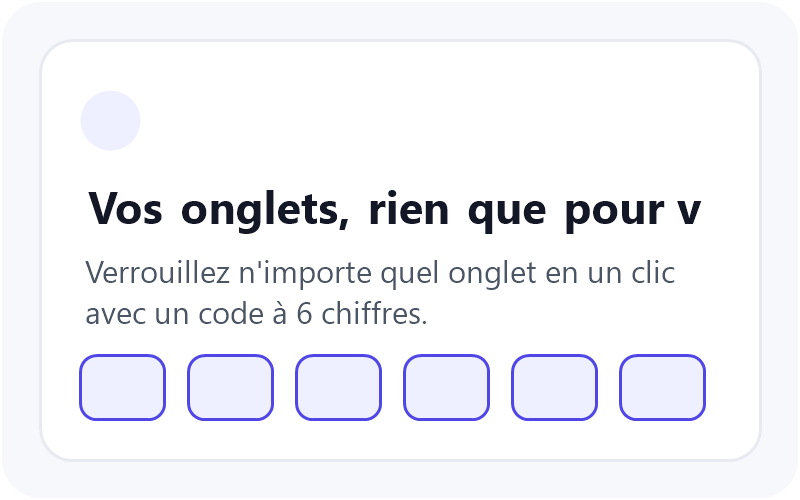 Vos onglets, rien que pour v
Verrouillez n'importe quel onglet en un clic
avec un code à 6 chiffres.